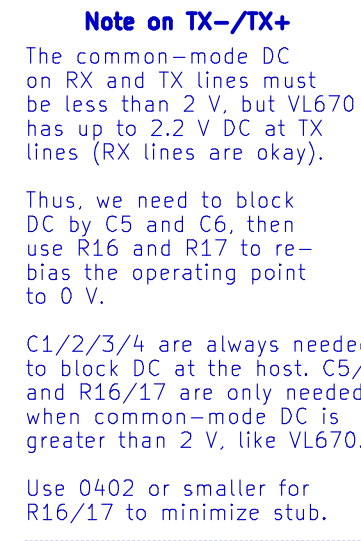 Note on TX-/TX+
The common-mode DC
on RX and TX lines must
be less than 2 V, but VL670
has up to 2.2 V DC at TX
lines (RX lines are okay).
Thus, we need to block
DC by C5 and C6, then
use R16 and R17 to re-
bias the operating point
to 0 V.
C1/2/3/4 are always neede
to block DC at the host. C5/
and R16/17 are only needed
when common-mode DC is
greater than 2 V, like VL670.
Use 0402 or smaller for
R16/17 to minimize stub.